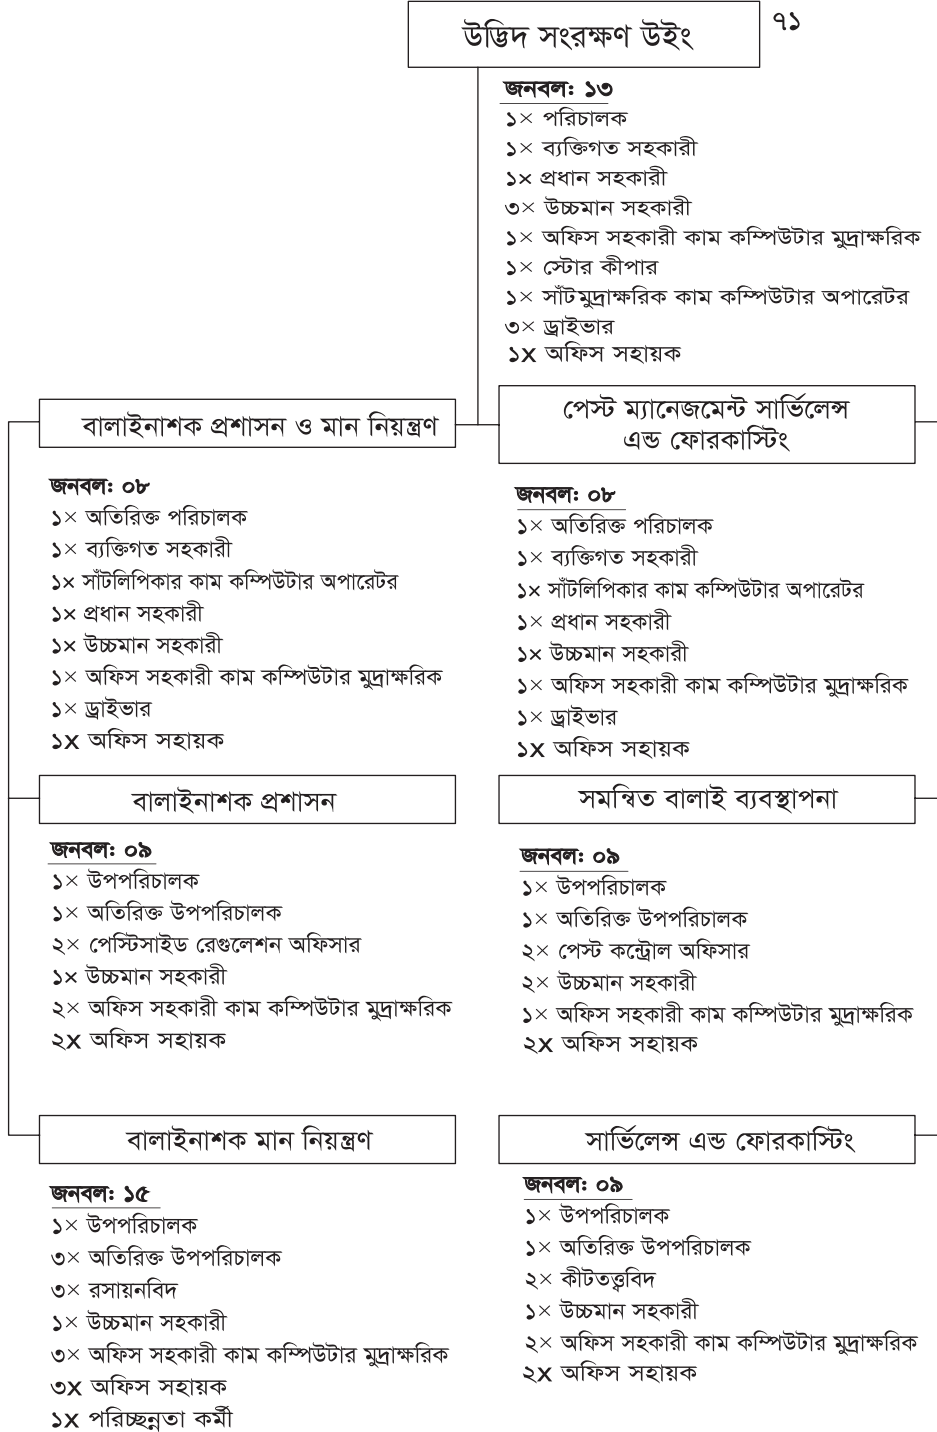 উদ্ভিদ সংরক্ষণ উইং
৭১
জনবল: ১৩
১× পরিচালক
১× ব্যক্তিগত সহকারী
১x প্রধান সহকারী
৩× উচ্চমান সহকারী
১× অফিস সহকারী কাম কম্পিউটার মুদ্রাক্ষরিক
১× স্টোর কীপার
১× সাঁটমুদ্রাক্ষরিক কাম কম্পিউটার অপারেটর
৩× ড্রাইভার
১x অফিস সহায়ক
বালাইনাশক প্রশাসন ও মান নিয়ন্ত্রণ
জনবল: ০৮
১× অতিরিক্ত পরিচালক
১× ব্যক্তিগত সহকারী
১x সাঁটলিপিকার কাম কম্পিউটার অপারেটর
১x প্রধান সহকারী
১x উচ্চমান সহকারী
১× অফিস সহকারী কাম কম্পিউটার মুদ্রাক্ষরিক
১× ড্রাইভার
১x অফিস সহায়ক
বালাইনাশক প্রশাসন
জনবল: ০৯
১× উপপরিচালক
১× অতিরিক্ত উপপরিচালক
২× পেস্টিসাইড রেগুলেশন অফিসার
১x উচ্চমান সহকারী
২× অফিস সহকারী কাম কম্পিউটার মুদ্রাক্ষরিক
২x অফিস সহায়ক
বালাইনাশক মান নিয়ন্ত্রণ
জনবল: ১৫
১× উপপরিচালক
৩× অতিরিক্ত উপপরিচালক
৩× রসায়নবিদ
১× উচ্চমান সহকারী
৩× অফিস সহকারী কাম কম্পিউটার মুদ্রাক্ষরিক
৩x অফিস সহায়ক
১x পরিচ্ছন্নতা কর্মী
পেস্ট ম্যানেজমেন্ট সার্ভিলেন্স
এন্ড ফোরকাস্টিং
জনবল: ০৮
১× অতিরিক্ত পরিচালক
১× ব্যক্তিগত সহকারী
১x সাঁটলিপিকার কাম কম্পিউটার অপারেটর
১× প্রধান সহকারী
১x উচ্চমান সহকারী
১× অফিস সহকারী কাম কম্পিউটার মুদ্রাক্ষরিক
১× ড্রাইভার
১x অফিস সহায়ক
সমন্বিত বালাই ব্যবস্থাপনা
জনবল: ০৯
১× উপপরিচালক
১× অতিরিক্ত উপপরিচালক
২× পেস্ট কন্ট্রোল অফিসার
২× উচ্চমান সহকারী
১× অফিস সহকারী কাম কম্পিউটার মুদ্রাক্ষরিক
২x অফিস সহায়ক
সার্ভিলেন্স এন্ড ফোরকাস্টিং
জনবল: ০৯
১× উপপরিচালক
১× অতিরিক্ত উপপরিচালক
২× কীটতত্ত্ববিদ
১× উচ্চমান সহকারী
২× অফিস সহকারী কাম কম্পিউটার মুদ্রাক্ষরিক
২x অফিস সহায়ক